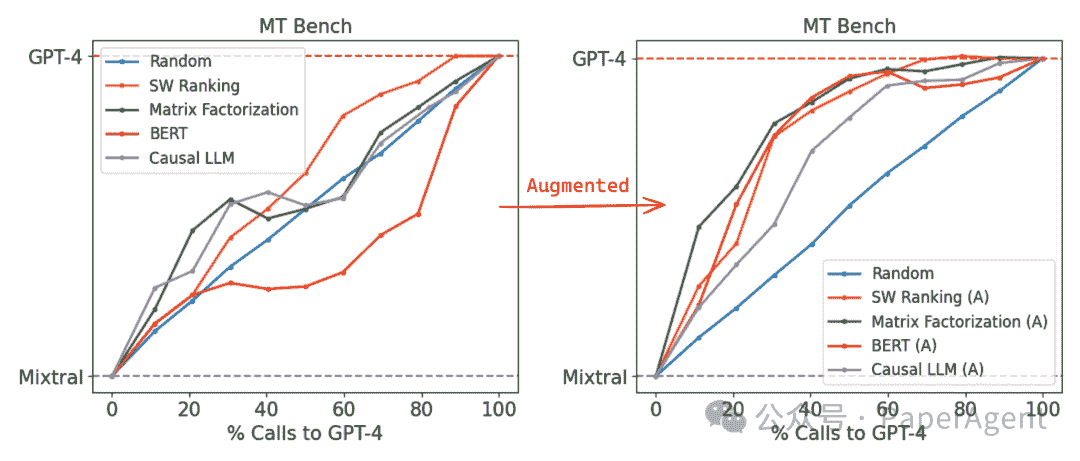 MT Bench
GPT-4
Random
SW Ranking
Matrix Factorization
BERT
Causal LLM
Mixtral
0
20
40
60
80
100
% Calls to GPT-4
Augmented
MT Bench
GPT-4
Random
SW Ranking (A)
Matrix Factorization (A)
BERT (A)
Causal LLM (A)
Mixtral
0
20
40
60
80
100
公众号 · PaperAgent
% Calls to GPT-4